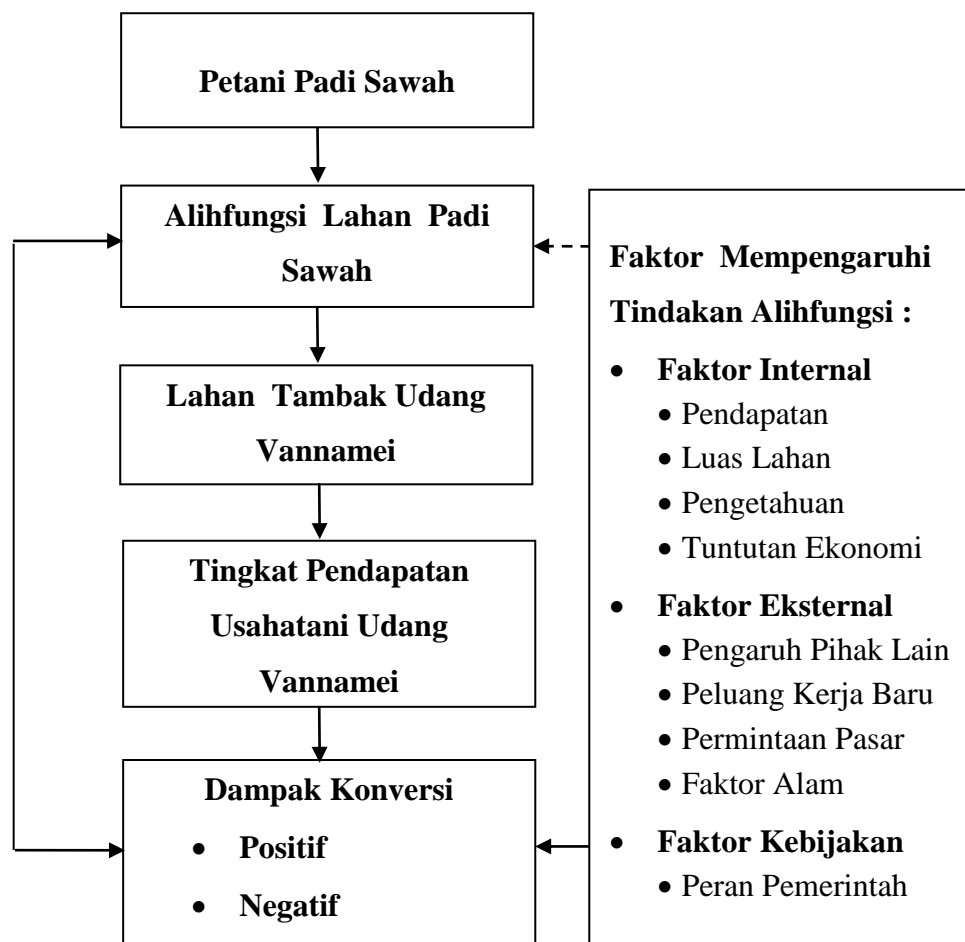 Petani Padi Sawah
Alihfungsi Lahan Padi
Sawah
Lahan Tambak Udang
Vannamei
Tingkat Pendapatan
Usahatani Udang
Vannamei
Dampak Konversi
• Positif
• Negatif
Faktor Mempengaruhi
Tindakan Alihfungsi :
• Faktor Internal
• Pendapatan
• Luas Lahan
• Pengetahuan
• Tuntutan Ekonomi
• Faktor Eksternal
• Pengaruh Pihak Lain
• Peluang Kerja Baru
• Permintaan Pasar
• Faktor Alam
• Faktor Kebijakan
• Peran Pemerintah